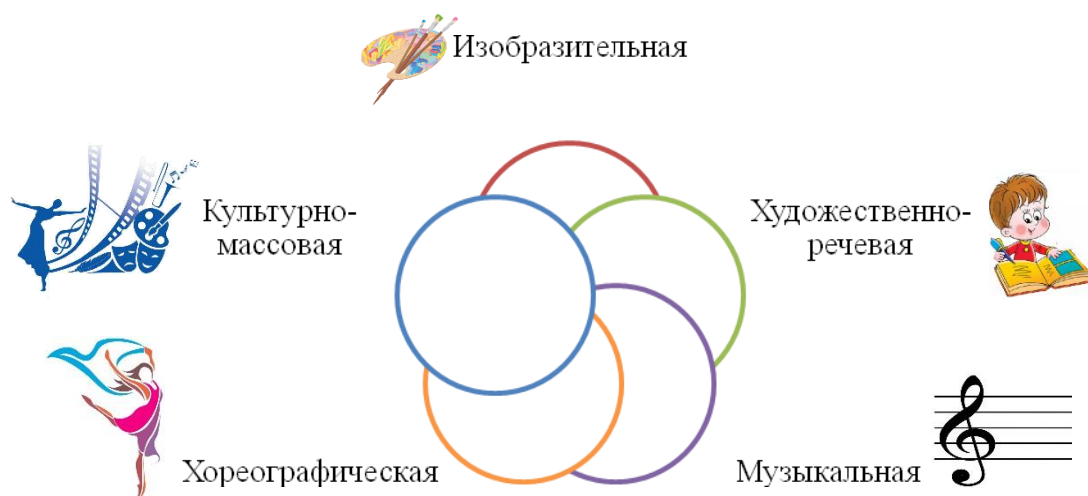 Изобразительная
Культурно-
массовая
Художественно-
речевая
Хореографическая
Музыкальная